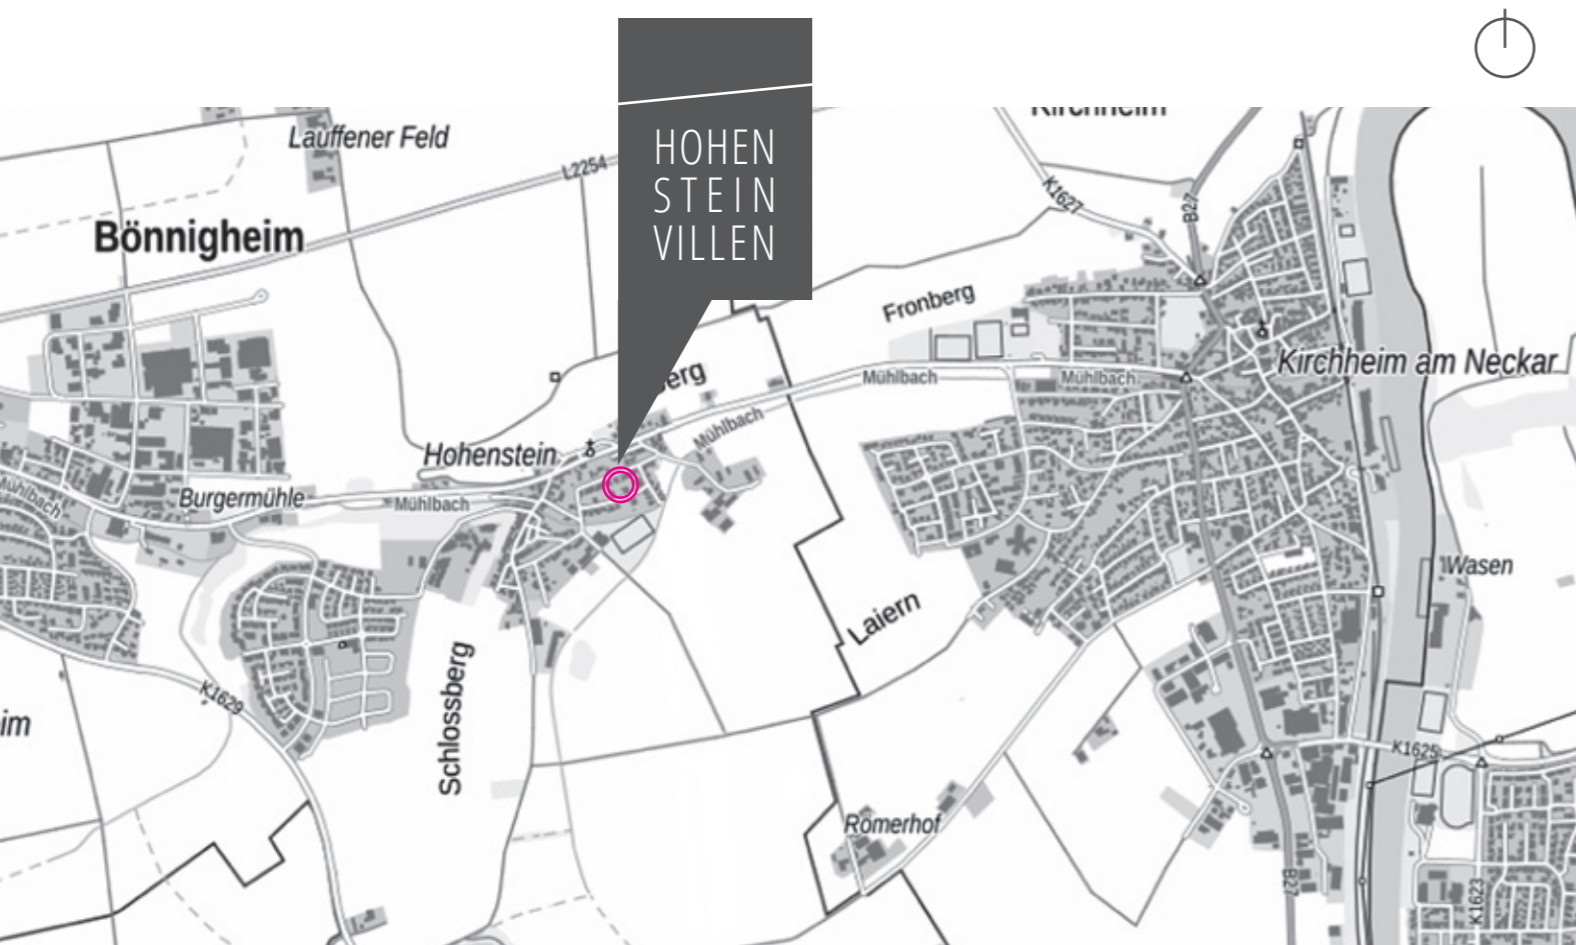 Kirchheim
Lauffener Feld
L2254
HOHEN
STEIN
VILLEN
K1627
B27
Bönnigheim
Fronberg
Kirchheim am Neckar
Mühlbach
Mühlbach
Mühlbach
Hohenstein
Mühlbach
Burgermühle
Mühlbach
Wasen
Laiern
Schlossberg
K1629
K1625
Römerhof
B27
K1623